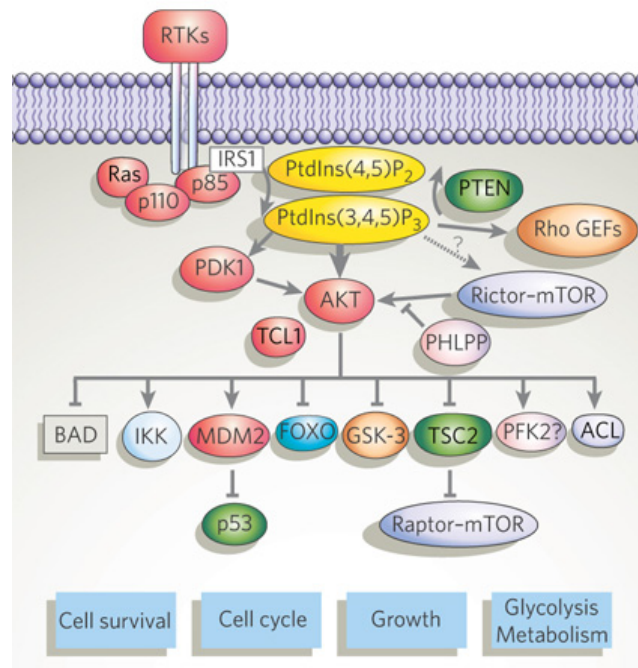 RTKs
IRS1
Ras
p110
p85
PtdIns(4,5)P₂
PTEN
PtdIns(3,4,5)P₃
Rho GEFs
?
PDK1
AKT
Rictor–mTOR
TCL1
PHLPP
BAD
IKK
MDM2
FOXO
GSK-3
TSC2
PFK2?
ACL
p53
Raptor–mTOR
Cell survival
Cell cycle
Growth
Glycolysis
Metabolism